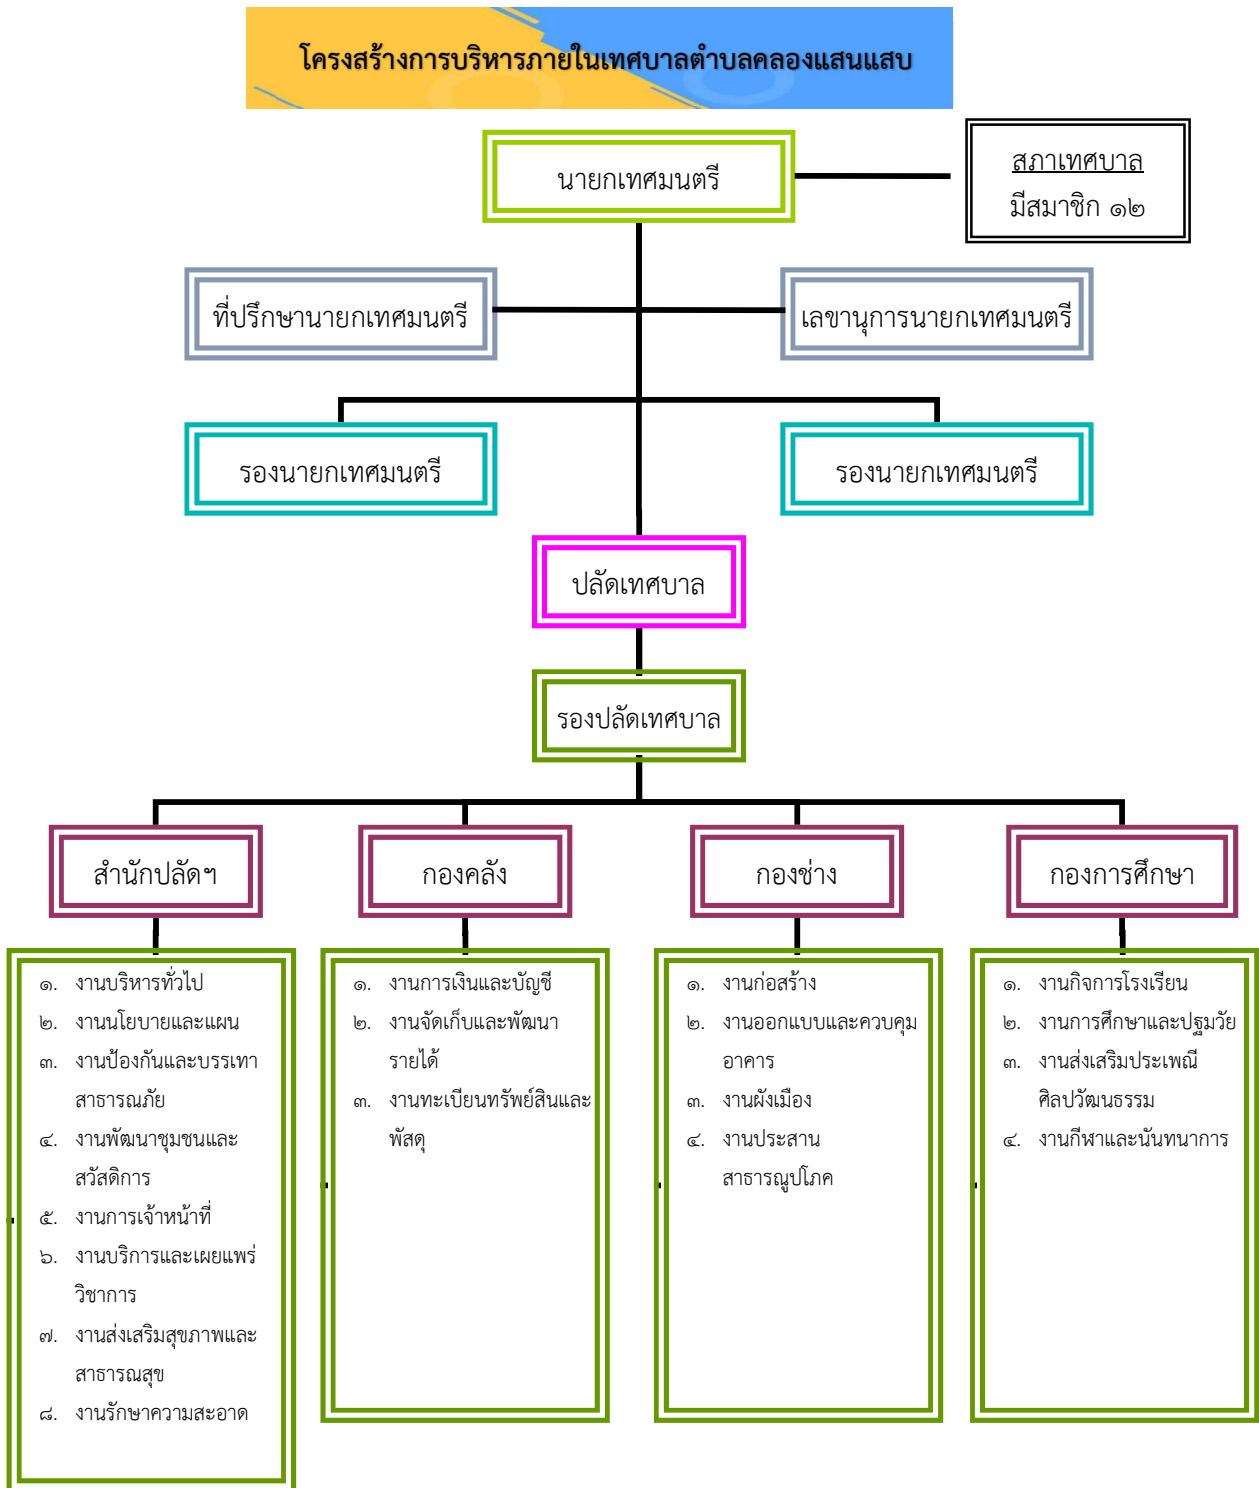 โครงสร้างการบริหารภายในเทศบาลตำบลคลองแสนแสบ
นายกเทศมนตรี
สภาเทศบาล
มีสมาชิก ๑๒
ที่ปรึกษานายกเทศมนตรี
เลขานุการนายกเทศมนตรี
รองนายกเทศมนตรี
รองนายกเทศมนตรี
ปลัดเทศบาล
รองปลัดเทศบาล
สำนักปลัดฯ
กองคลัง
กองช่าง
กองการศึกษา
๑. งานบริหารทั่วไป
๒. งานนโยบายและแผน
๓. งานป้องกันและบรรเทา
สาธารณภัย
๔. งานพัฒนาชุมชนและ
สวัสดิการ
๕. งานการเจ้าหน้าที่
๖. งานบริการและเผยแพร่
วิชาการ
๗. งานส่งเสริมสุขภาพและ
สาธารณสุข
๘. งานรักษาความสะอาด
๑. งานการเงินและบัญชี
๒. งานจัดเก็บและพัฒนา
รายได้
๓. งานทะเบียนทรัพย์สินและ
พัสดุ
๑. งานก่อสร้าง
๒. งานออกแบบและควบคุม
อาคาร
๓. งานผังเมือง
๔. งานประสาน
สาธารณูปโภค
๑. งานกิจการโรงเรียน
๒. งานการศึกษาและปฐมวัย
๓. งานส่งเสริมประเพณี
ศิลปวัฒนธรรม
๔. งานกีฬาและนันทนาการ